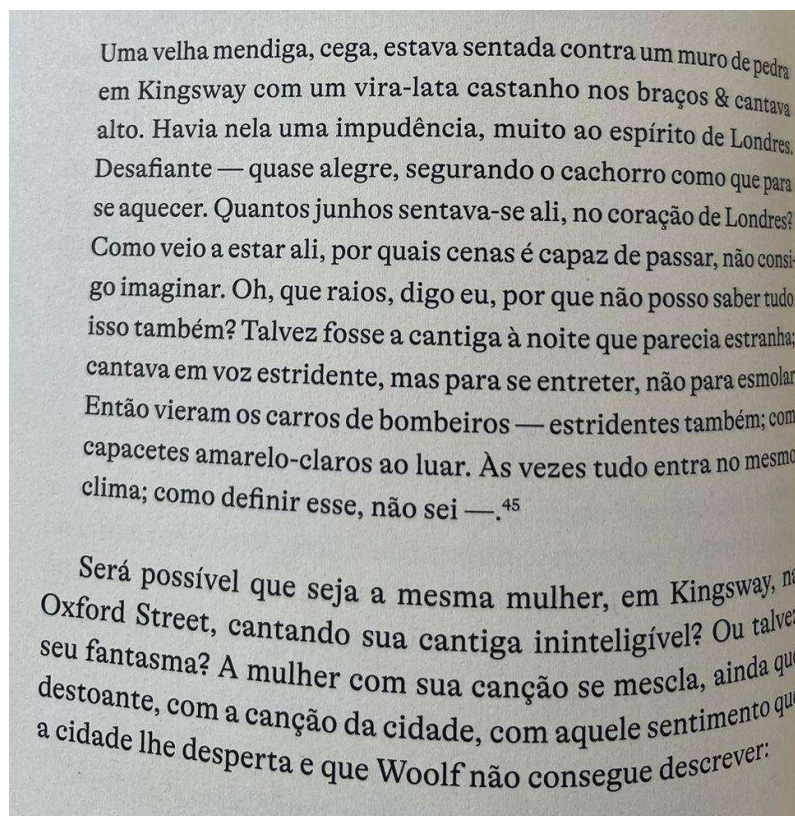 Uma velha mendiga, cega, estava sentada contra um muro de pedra
em Kingsway com um vira-lata castanho nos braços & cantava
alto. Havia nela uma impudência, muito ao espírito de Londres.
Desafiante — quase alegre, segurando o cachorro como que para
se aquecer. Quantos junhos sentava-se ali, no coração de Londres?
Como veio a estar ali, por quais cenas é capaz de passar, não consi-
go imaginar. Oh, que raios, digo eu, por que não posso saber tudo
isso também? Talvez fosse a cantiga à noite que parecia estranha;
cantava em voz estridente, mas para se entreter, não para esmolar
Então vieram os carros de bombeiros — estridentes também; com
capacetes amarelo-claros ao luar. Às vezes tudo entra no mesmo
clima; como definir esse, não sei —.45
Será possível que seja a mesma mulher, em Kingsway, na
Oxford Street, cantando sua cantiga ininteligível? Ou talvez
seu fantasma? A mulher com sua canção se mescla, ainda que
destoante, com a canção da cidade, com aquele sentimento que
a cidade lhe desperta e que Woolf não consegue descrever: